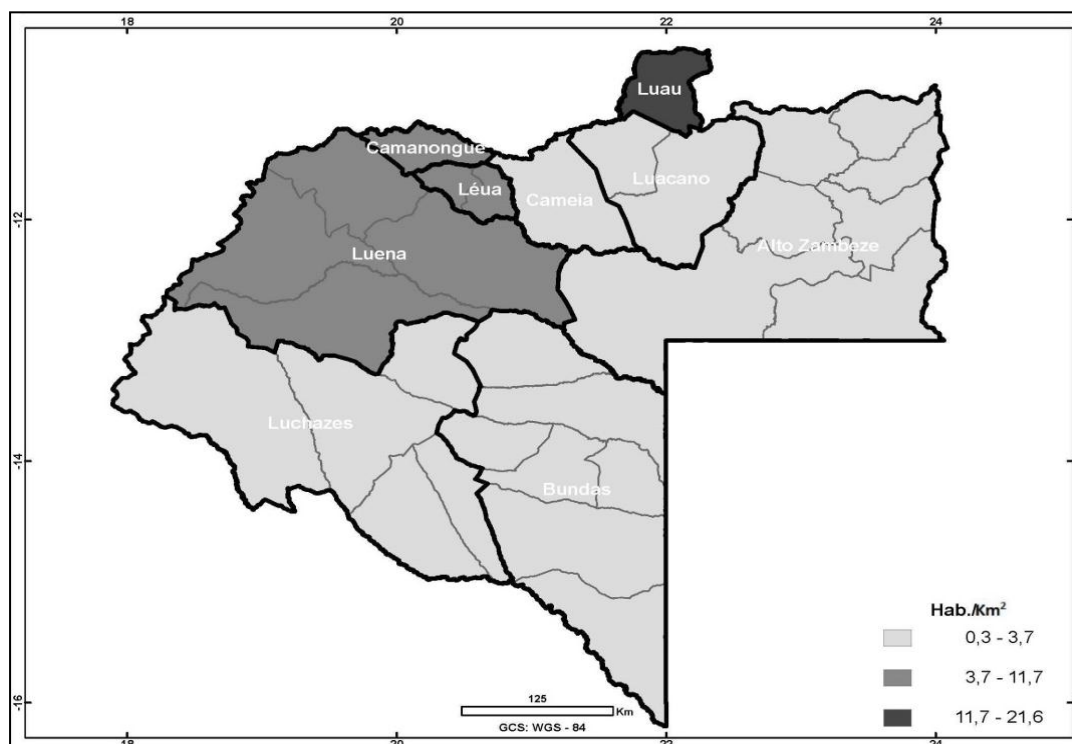 18 20 22 24
Luau
Camanongue
Léua
Luacano
Cameia
-12
Alto Zambeze
Luena
Luchazes
-14
Bundas
Hab./Km²
0,3 - 3,7
3,7 - 11,7
11,7 - 21,6
-16
125
Km
GCS: WGS - 84
18 20 22 24